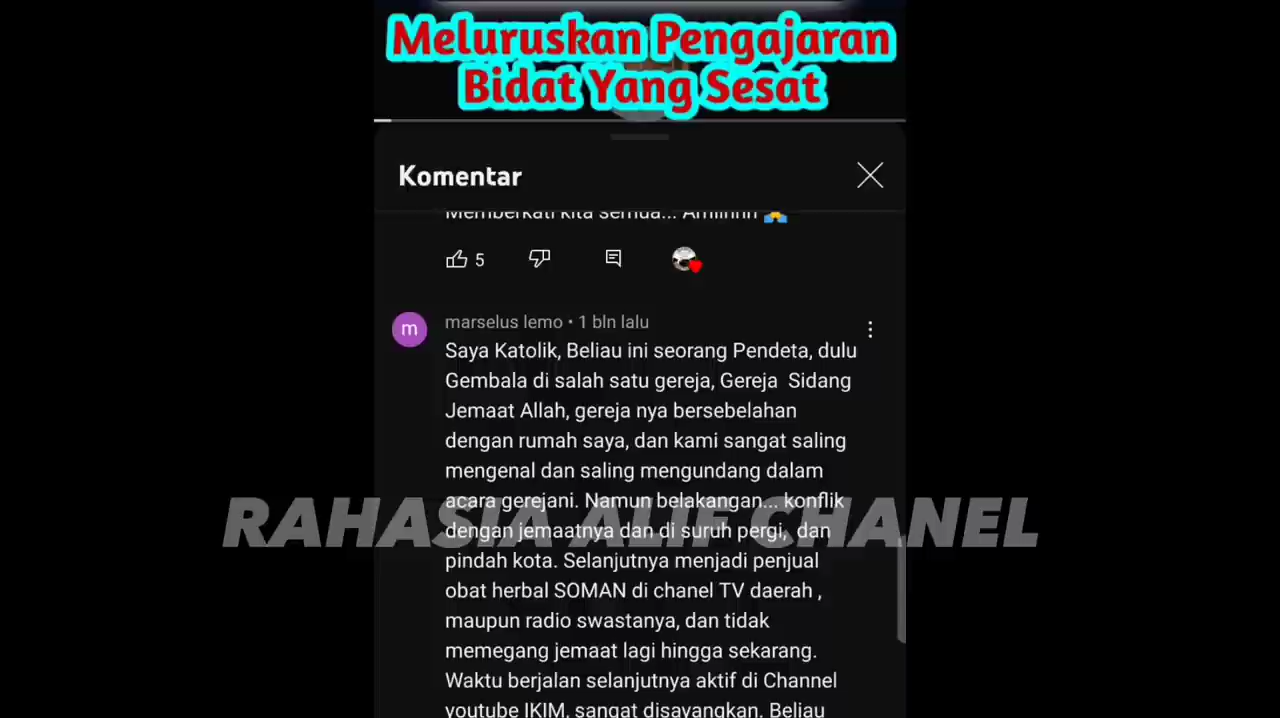 Meluruskan Pengajaran
Bidat Yang Sesat
Komentar
Memberkati kita semua... Amiinnn 🙏
5
marselus lemo • 1 bln lalu
Saya Katolik, Beliau ini seorang Pendeta, dulu
Gembala di salah satu gereja, Gereja Sidang
Jemaat Allah, gereja nya bersebelahan
dengan rumah saya, dan kami sangat saling
mengenal dan saling mengundang dalam
acara gerejani. Namun belakangan... konflik
dengan jemaatnya dan di suruh pergi, dan
pindah kota. Selanjutnya menjadi penjual
obat herbal SOMAN di chanel TV daerah ,
maupun radio swastanya, dan tidak
memegang jemaat lagi hingga sekarang.
Waktu berjalan selanjutnya aktif di Channel
youtube IKIM, sangat disayangkan, Beliau
RAHASIA ALIF CHANEL
m